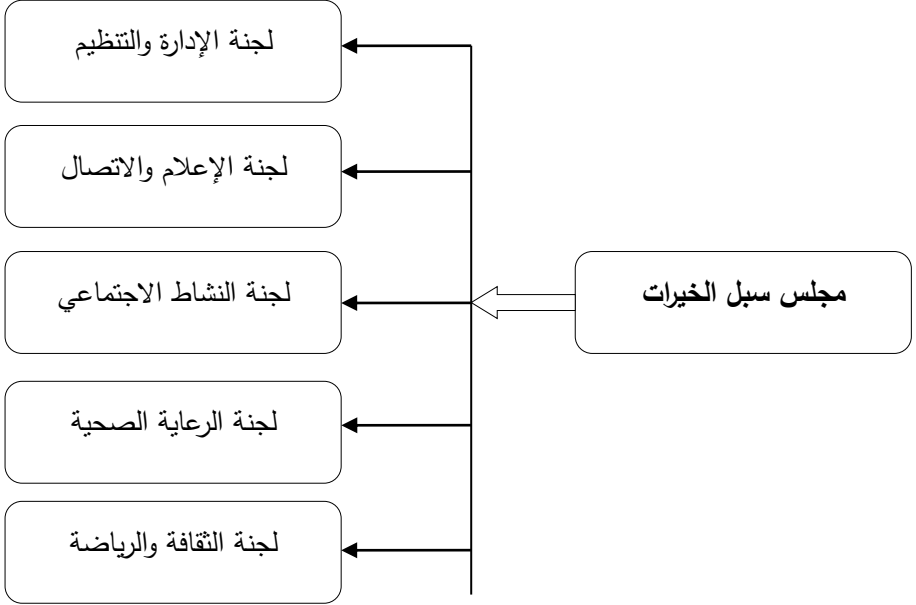 مجلس سبل الخيرات
لجنة الإدارة والتنظيم
لجنة الإعلام والاتصال
لجنة النشاط الاجتماعي
لجنة الرعاية الصحية
لجنة الثقافة والرياضة